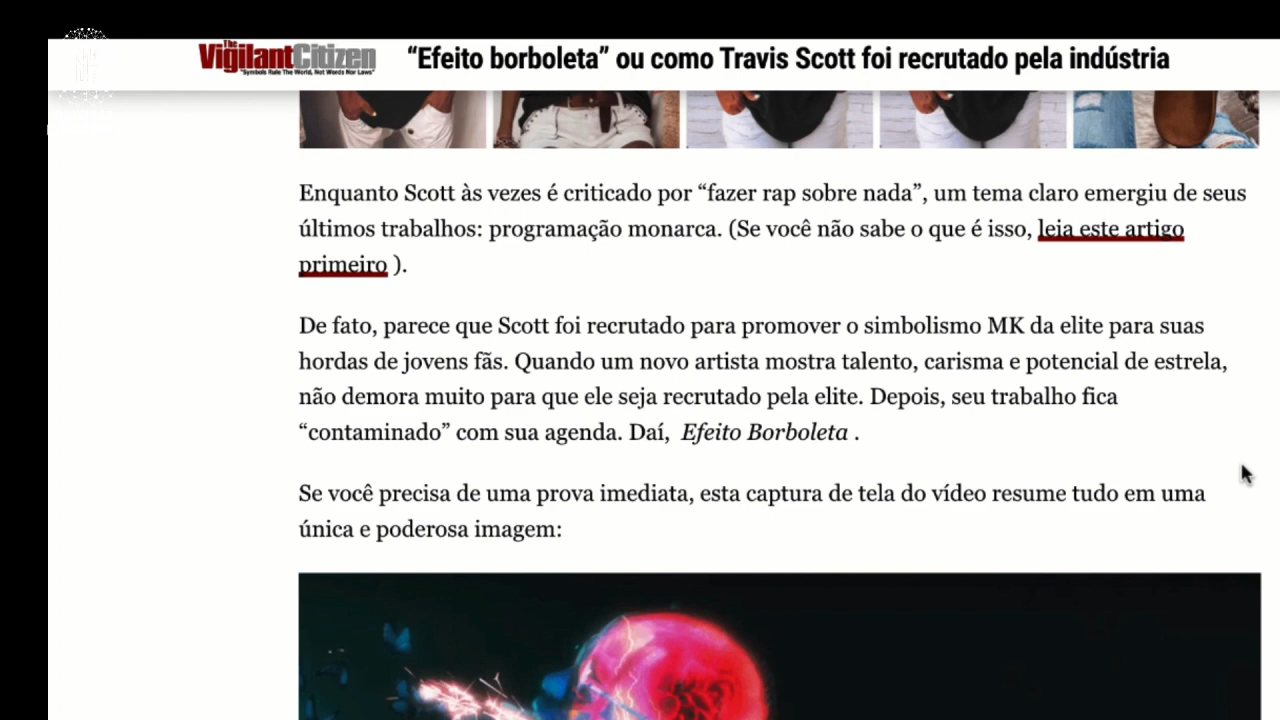 The
VigilantCitizen
"Symbols Rule The World, Not Words Nor Laws"
“Efeito borboleta” ou como Travis Scott foi recrutado pela indústria
Enquanto Scott às vezes é criticado por “fazer rap sobre nada”, um tema claro emergiu de seus
últimos trabalhos: programação monarca. (Se você não sabe o que é isso, leia este artigo
primeiro ).
De fato, parece que Scott foi recrutado para promover o simbolismo MK da elite para suas
hordas de jovens fãs. Quando um novo artista mostra talento, carisma e potencial de estrela,
não demora muito para que ele seja recrutado pela elite. Depois, seu trabalho fica
“contaminado” com sua agenda. Daí, Efeito Borboleta .
Se você precisa de uma prova imediata, esta captura de tela do vídeo resume tudo em uma
única e poderosa imagem: